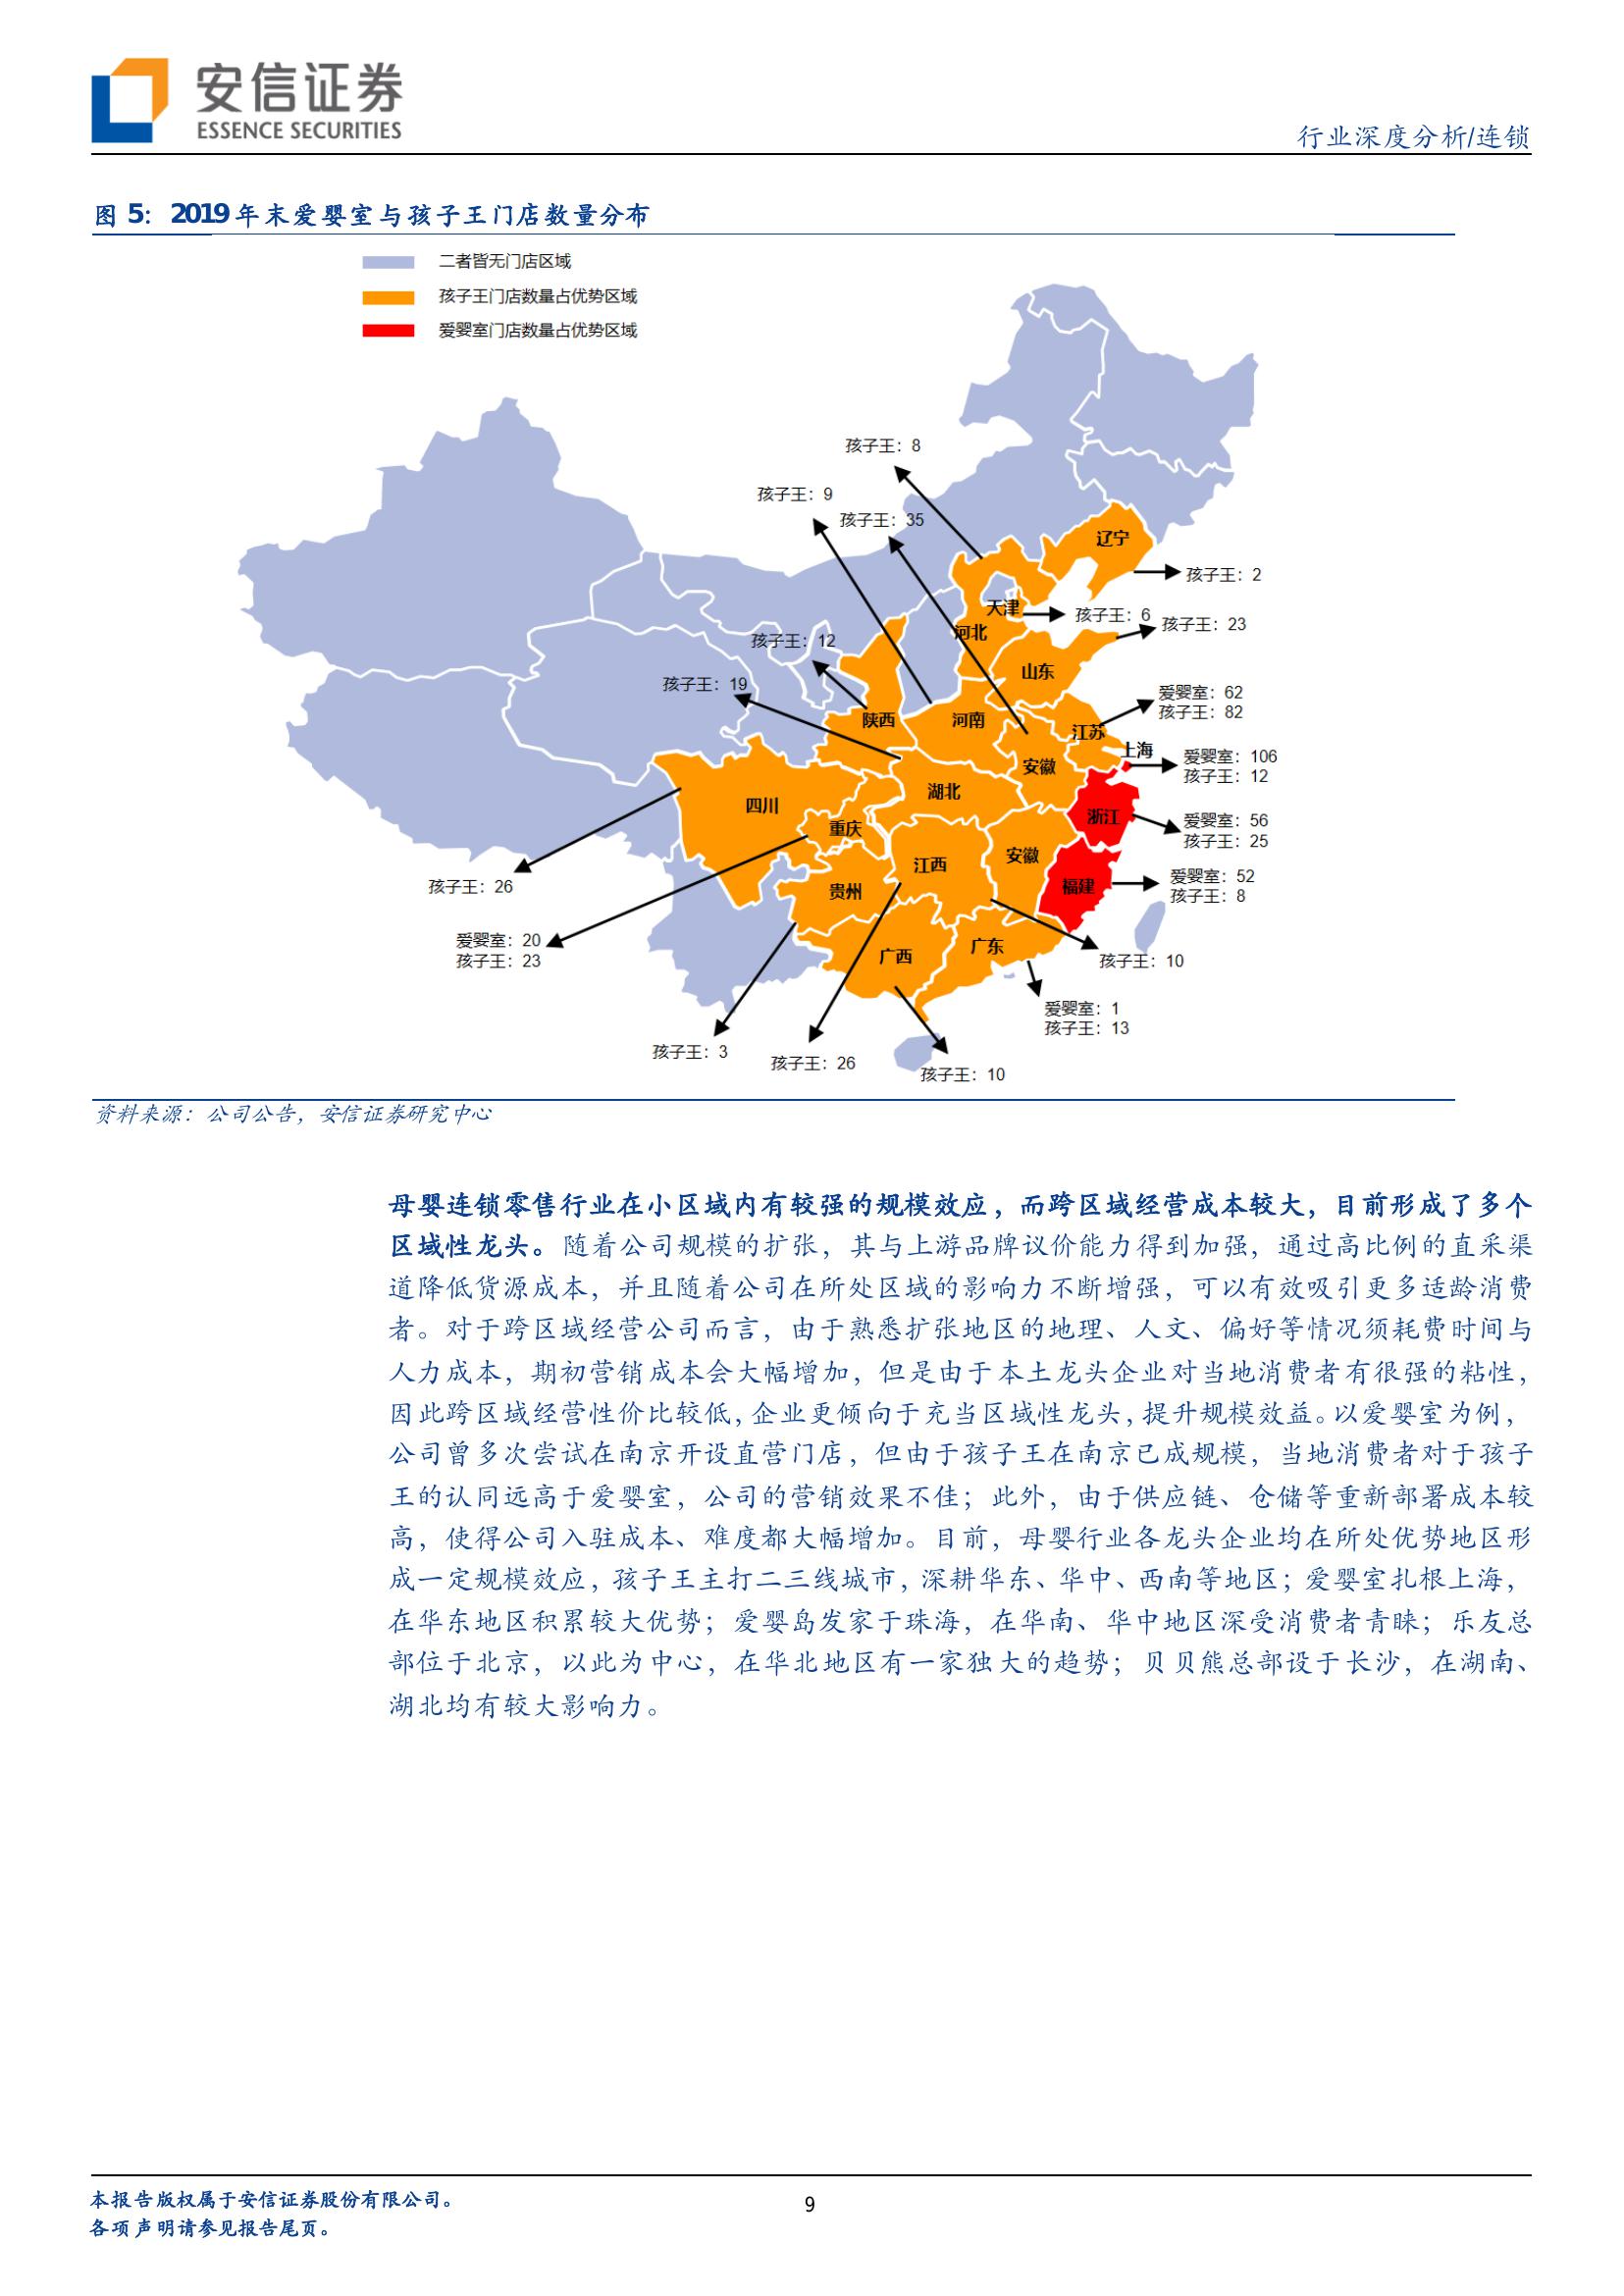 安信证券
ESSENCE SECURITIES
行业深度分析/连锁
图 5：2019 年末爱婴室与孩子王门店数量分布
二者皆无门店区域
孩子王门店数量占优势区域
爱婴室门店数量占优势区域
孩子王：8
孩子王：9
孩子王：35
辽宁
孩子王：2
天津
孩子王：6
孩子王：23
河北
孩子王：12
山东
孩子王：19
爱婴室：62
孩子王：82
陕西
河南
江苏
上海
爱婴室：106
孩子王：12
安徽
湖北
四川
浙江
爱婴室：56
孩子王：25
重庆
安徽
江西
爱婴室：52
孩子王：8
福建
孩子王：26
贵州
爱婴室：20
孩子王：23
广西
广东
孩子王：10
爱婴室：1
孩子王：13
孩子王：3
孩子王：26
孩子王：10
资料来源：公司公告，安信证券研究中心
母婴连锁零售行业在小区域内有较强的规模效应，而跨区域经营成本较大，目前形成了多个
区域性龙头。随着公司规模的扩张，其与上游品牌议价能力得到加强，通过高比例的直采渠
道降低货源成本，并且随着公司在所处区域的影响力不断增强，可以有效吸引更多适龄消费
者。对于跨区域经营公司而言，由于熟悉扩张地区的地理、人文、偏好等情况须耗费时间与
人力成本，期初营销成本会大幅增加，但是由于本土龙头企业对当地消费者有很强的粘性，
因此跨区域经营性价比较低，企业更倾向于充当区域性龙头，提升规模效益。以爱婴室为例，
公司曾多次尝试在南京开设直营门店，但由于孩子王在南京已成规模，当地消费者对于孩子
王的认同远高于爱婴室，公司的营销效果不佳；此外，由于供应链、仓储等重新部署成本较
高，使得公司入驻成本、难度都大幅增加。目前，母婴行业各龙头企业均在所处优势地区形
成一定规模效应，孩子王主打二三线城市，深耕华东、华中、西南等地区；爱婴室扎根上海，
在华东地区积累较大优势；爱婴岛发家于珠海，在华南、华中地区深受消费者青睐；乐友总
部位于北京，以此为中心，在华北地区有一家独大的趋势；贝贝熊总部设于长沙，在湖南、
湖北均有较大影响力。
本报告版权属于安信证券股份有限公司。
各项声明请参见报告尾页。
9